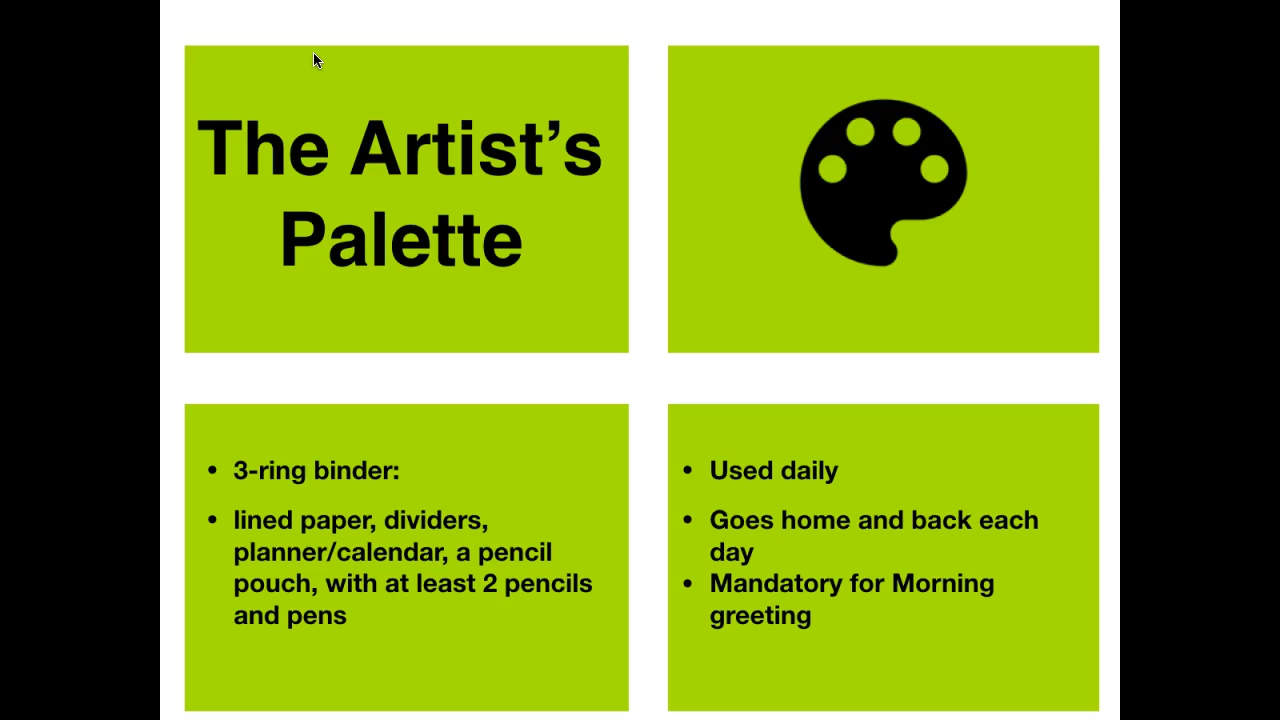 The Artist’s
Palette
• 3-ring binder:
• lined paper, dividers,
planner/calendar, a pencil
pouch, with at least 2 pencils
and pens
• Used daily
• Goes home and back each
day
• Mandatory for Morning
greeting